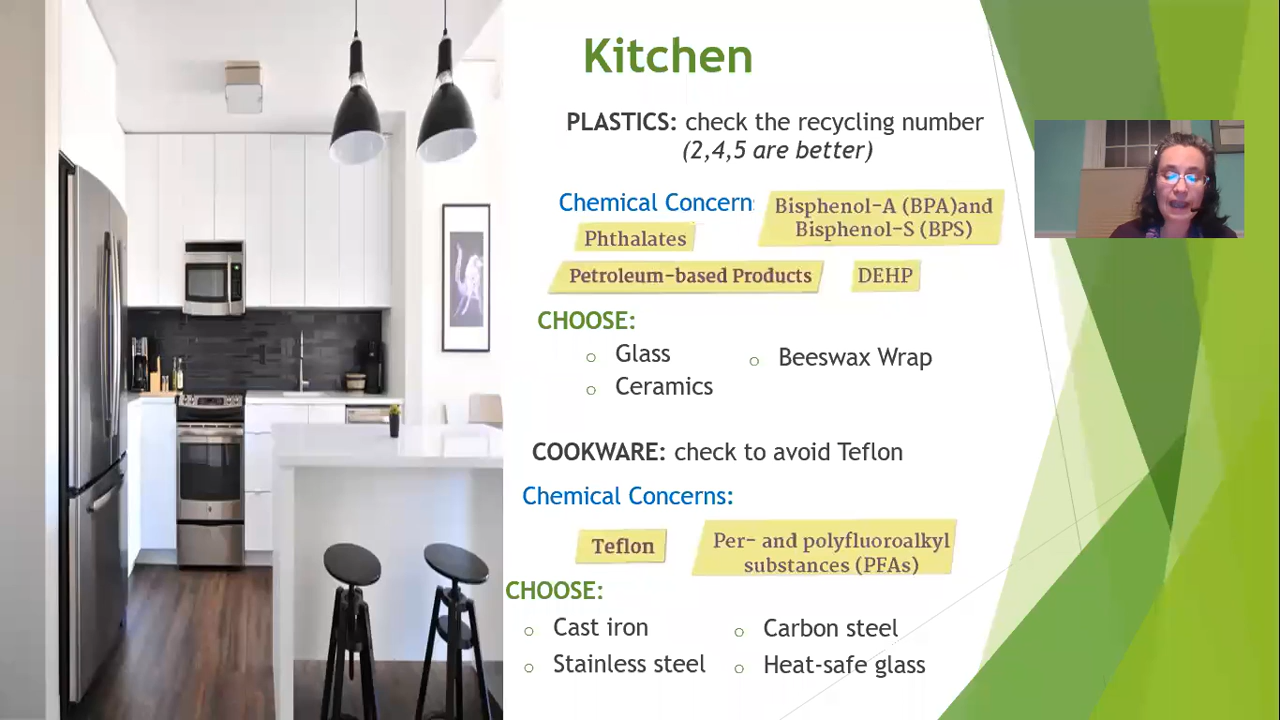 Kitchen
PLASTICS: check the recycling number
(2,4,5 are better)
Chemical Concern:
Bisphenol-A (BPA)and
Bisphenol-S (BPS)
Phthalates
Petroleum-based Products
DEHP
CHOOSE:
○ Glass
○ Beeswax Wrap
○ Ceramics
COOKWARE: check to avoid Teflon
Chemical Concerns:
Teflon
Per- and polyfluoroalkyl
substances (PFAs)
CHOOSE:
○ Cast iron
○ Carbon steel
○ Stainless steel
○ Heat-safe glass